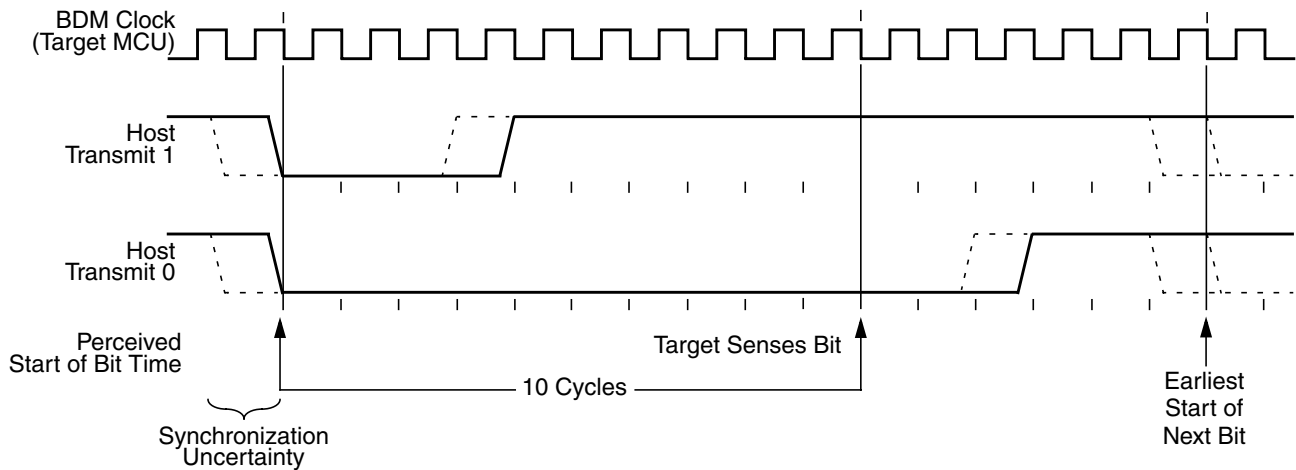 BDM Clock
(Target MCU)
Host
Transmit 1
Host
Transmit 0
Perceived
Start of Bit Time
Target Senses Bit
10 Cycles
Earliest
Start of
Next Bit
Synchronization
Uncertainty